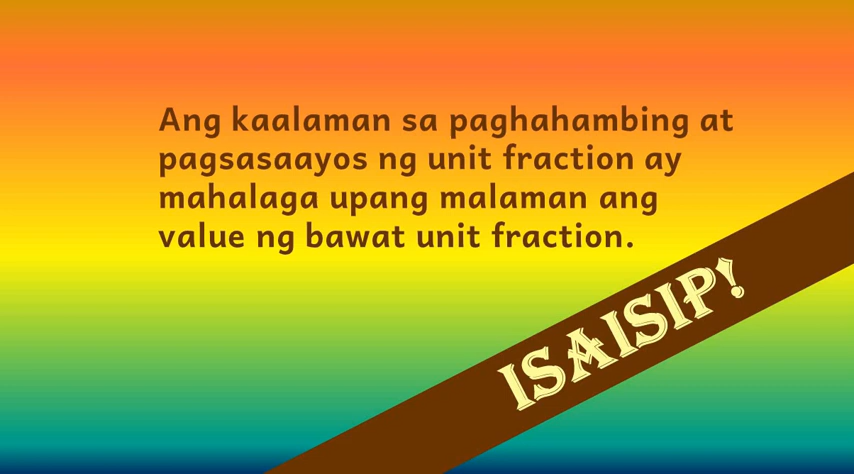 Ang kaalaman sa paghahambing at
pagsasaayos ng unit fraction ay
mahalaga upang malaman ang
value ng bawat unit fraction.
ISAISIP!